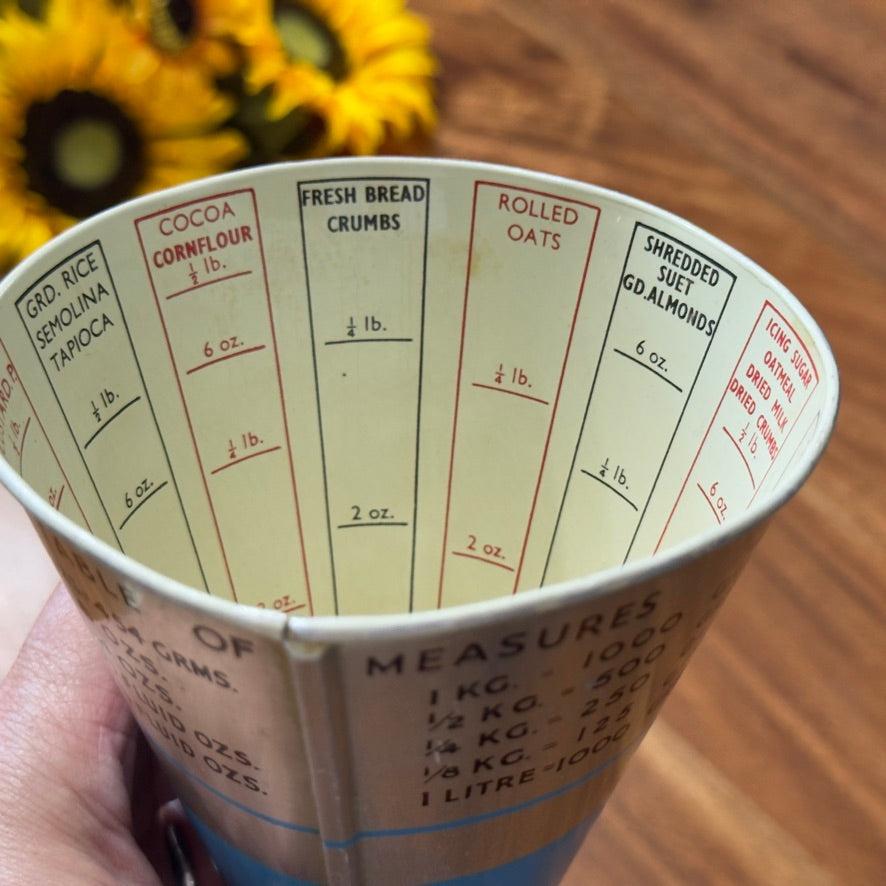 GRD. RICE
SEMOLINA
TAPIOCA
½ lb.
6 oz.
COCOA
CORNFLOUR
½ lb.
6 oz.
¼ lb.
2 oz.
FRESH BREAD
CRUMBS
¼ lb.
2 oz.
ROLLED
OATS
¼ lb.
2 oz.
SHREDDED
SUET
GD.ALMONDS
6 oz.
¼ lb.
ICING SUGAR
OATMEAL
DRIED MILK
DRIED CRUMBS
½ lb.
6 oz.
OF
GRMS.
OZS.
OZS.
FLUID OZS.
FLUID OZS.
MEASURES
1 KG. = 1000
½ KG. = 500
¼ KG. = 250
⅛ KG. = 125
1 LITRE = 1000